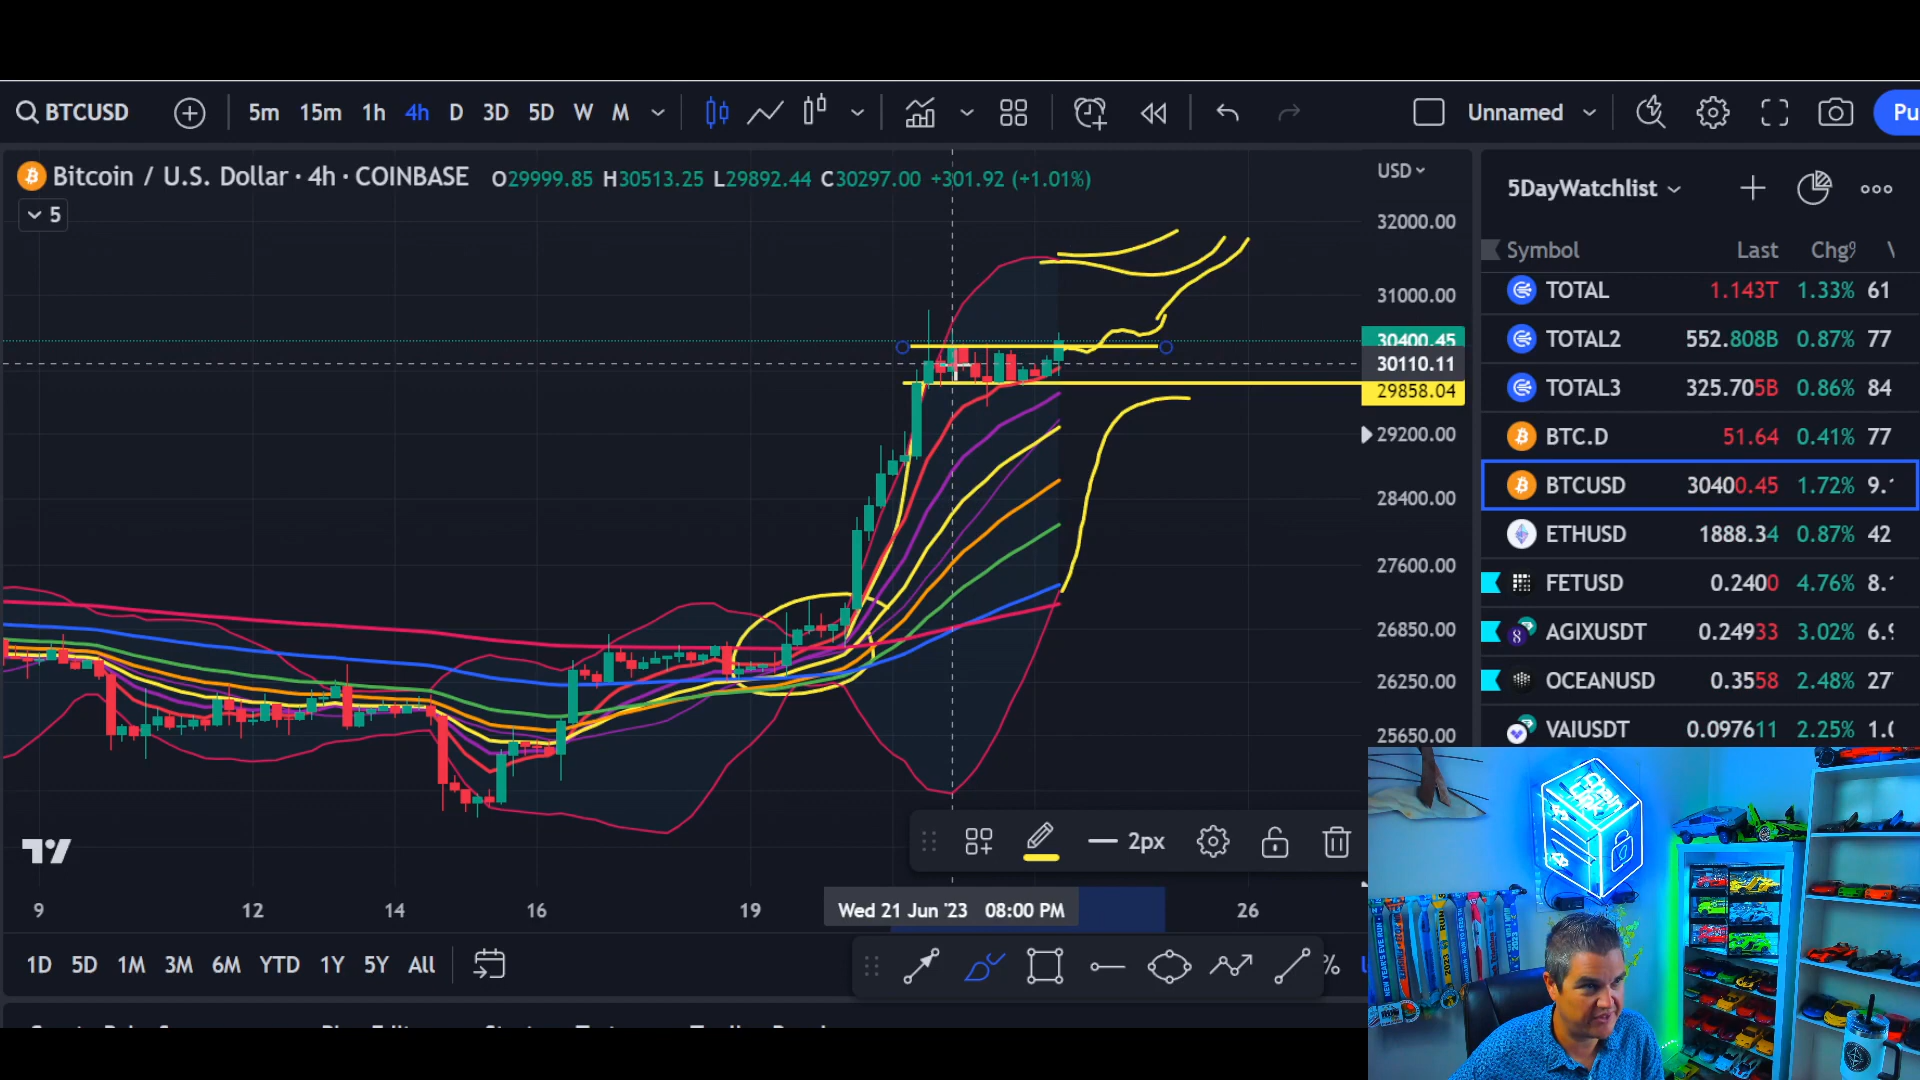 BTCUSD 5m 15m 1h 4h D 3D 5D W M Unnamed Pu
Bitcoin / U.S. Dollar · 4h · COINBASE O29999.85 H30513.25 L29892.44 C30297.00 +301.92 (+1.01%)
5
USD
32000.00
31000.00
30400.45
30110.11
29858.04
29200.00
28400.00
27600.00
26850.00
26250.00
25650.00
5DayWatchlist
Symbol Last Chg%
TOTAL 1.143T 1.33% 61
TOTAL2 552.808B 0.87% 77
TOTAL3 325.705B 0.86% 84
BTC.D 51.64 0.41% 77
BTCUSD 30400.45 1.72% 9.
ETHUSD 1888.34 0.87% 42
FETUSD 0.2400 4.76% 8.
AGIXUSDT 0.24933 3.02% 6.
OCEANUSD 0.3558 2.48% 27
VAIUSDT 0.097611 2.25% 1.
2px
9 12 14 16 19 Wed 21 Jun '23 08:00 PM 26
1D 5D 1M 3M 6M YTD 1Y 5Y All
%
Chain